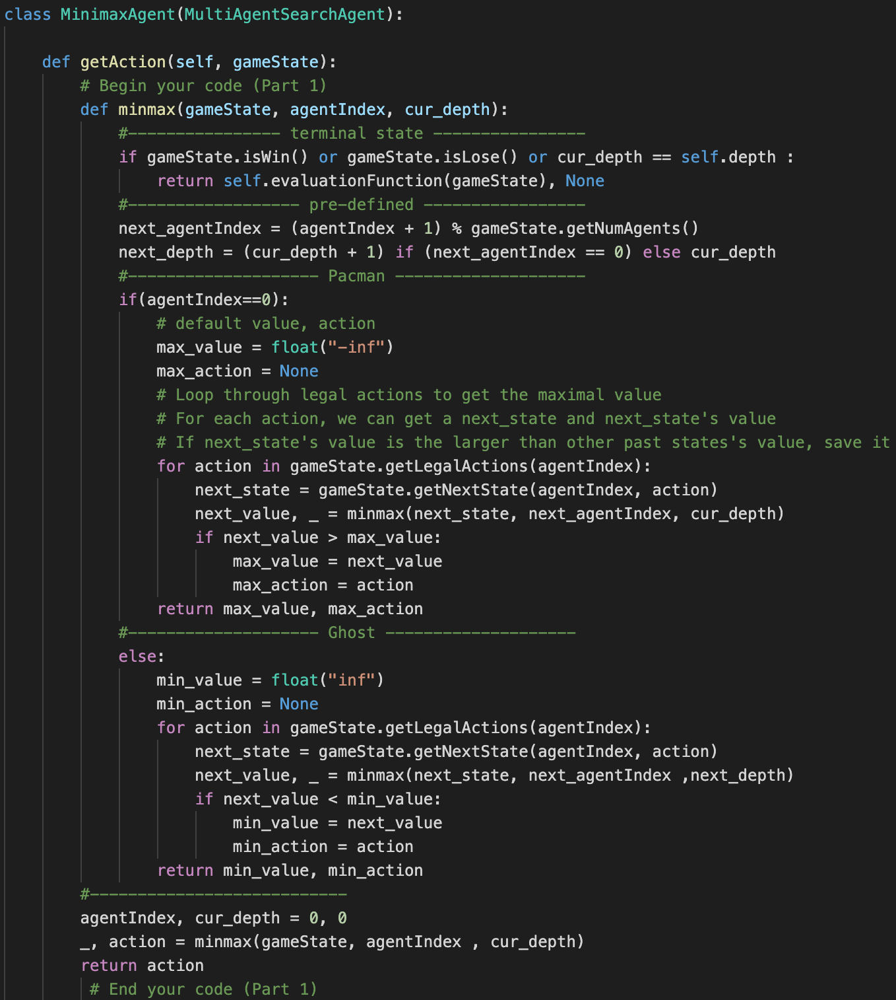 class MinimaxAgent(MultiAgentSearchAgent):
    def getAction(self, gameState):
        # Begin your code (Part 1)
        def minmax(gameState, agentIndex, cur_depth):
            #---------------- terminal state ----------------
            if gameState.isWin() or gameState.isLose() or cur_depth == self.depth :
                return self.evaluationFunction(gameState), None
            #------------------ pre-defined -----------------
            next_agentIndex = (agentIndex + 1) % gameState.getNumAgents()
            next_depth = (cur_depth + 1) if (next_agentIndex == 0) else cur_depth
            #-------------------- Pacman --------------------
            if(agentIndex==0):
                # default value, action
                max_value = float("-inf")
                max_action = None
                # Loop through legal actions to get the maximal value
                # For each action, we can get a next_state and next_state's value
                # If next_state's value is the larger than other past states's value, save it
                for action in gameState.getLegalActions(agentIndex):
                    next_state = gameState.getNextState(agentIndex, action)
                    next_value, _ = minmax(next_state, next_agentIndex, cur_depth)
                    if next_value > max_value:
                        max_value = next_value
                        max_action = action
                return max_value, max_action
            #-------------------- Ghost --------------------
            else:
                min_value = float("inf")
                min_action = None
                for action in gameState.getLegalActions(agentIndex):
                    next_state = gameState.getNextState(agentIndex, action)
                    next_value, _ = minmax(next_state, next_agentIndex ,next_depth)
                    if next_value < min_value:
                        min_value = next_value
                        min_action = action
                return min_value, min_action
        #---------------------------
        agentIndex, cur_depth = 0, 0
        _, action = minmax(gameState, agentIndex , cur_depth)
        return action
         # End your code (Part 1)